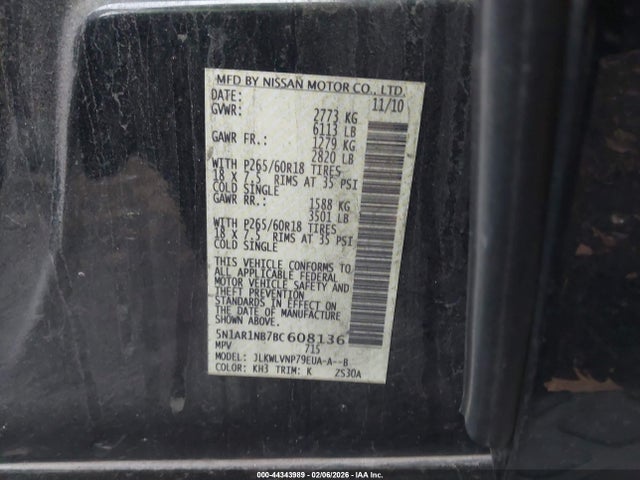 MFD BY NISSAN MOTOR CO., LTD.
DATE: 11/10
GVWR: 2773 KG
6113 LB
GAWR FR.: 1279 KG
2820 LB
WITH P265/60R18 TIRES
18 X 7.5 RIMS AT 35 PSI
COLD SINGLE
GAWR RR.: 1588 KG
3501 LB
WITH P265/60R18 TIRES
18 X 7.5 RIMS AT 35 PSI
COLD SINGLE
THIS VEHICLE CONFORMS TO
ALL APPLICABLE FEDERAL
MOTOR VEHICLE SAFETY AND
THEFT PREVENTION
STANDARDS IN EFFECT ON
THE DATE OF MANUFACTURE
SHOWN ABOVE.
5N1AR1NB7BC608136
MPV 715
MODEL: JLKWLVNP79EUA-A--B
COLOR: KH3 TRIM: K ZS30A
000-44343989 | 02/06/2026 | IAA Inc.